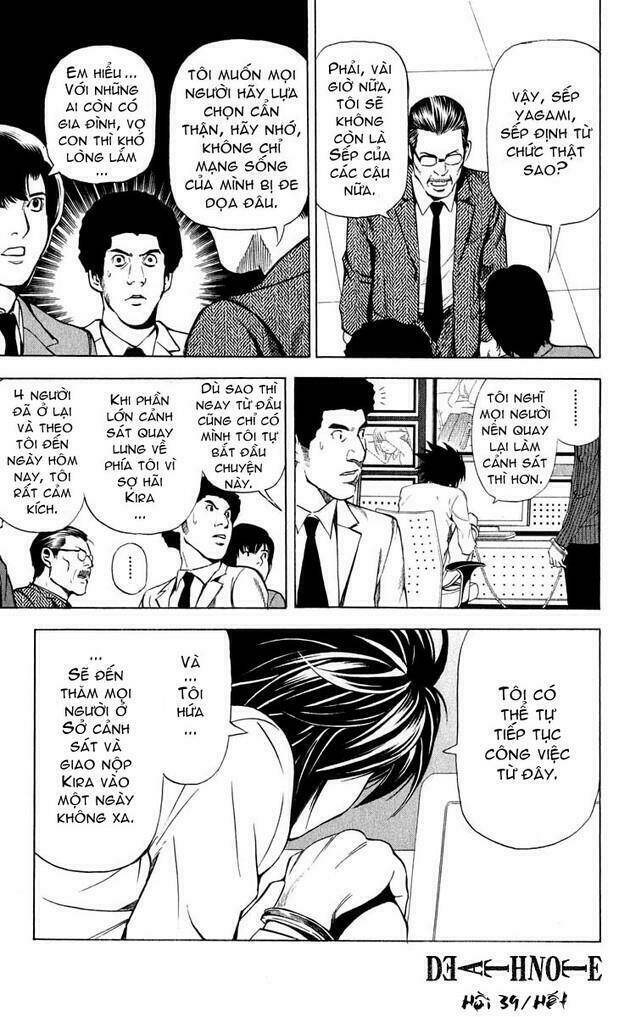 VẬY, SẾP
YAGAMI,
SẾP ĐỊNH TỪ
CHỨC THẬT
SAO?
PHẢI, VÀI
GIỜ NỮA,
TÔI SẼ
KHÔNG
CÒN LÀ
SẾP CỦA
CÁC CẬU
NỮA.
TÔI MUỐN MỌI
NGƯỜI HÃY LỰA
CHỌN CẨN
THẬN, HÃY NHỚ,
KHÔNG CHỈ
MẠNG SỐNG
CỦA MÌNH BỊ ĐE
DỌA ĐÂU.
EM HIỂU...
VỚI NHỮNG
AI CÒN CÓ
GIA ĐÌNH, VỢ
CON THÌ KHÓ
LÒNG LẮM
...
......
TÔI NGHĨ
MỌI NGƯỜI
NÊN QUAY
LẠI LÀM
CẢNH SÁT
THÌ HƠN.
DÙ SAO THÌ
NGAY TỪ ĐẦU
CŨNG CHỈ CÓ
MÌNH TÔI TỰ
BẮT ĐẦU
CHUYỆN
NÀY.
KHI PHẦN
LỚN CẢNH
SÁT QUAY
LƯNG VỀ
PHÍA TÔI VÌ
SỢ HÃI
KIRA
...
4 NGƯỜI
ĐÃ Ở LẠI
VÀ THEO
TÔI ĐẾN
NGÀY HÔM
NAY, TÔI
RẤT CẢM
KÍCH.
......
TÔI CÓ
THỂ TỰ
TIẾP TỤC
CÔNG VIỆC
TỪ ĐÂY.
VÀ
...
TÔI
HỨA
...
...
SẼ ĐẾN
THĂM MỌI
NGƯỜI Ở
SỞ CẢNH
SÁT VÀ
GIAO NỘP
KIRA VÀO
MỘT NGÀY
KHÔNG XA.
DEATH NOTE
Hồi 39/Hết